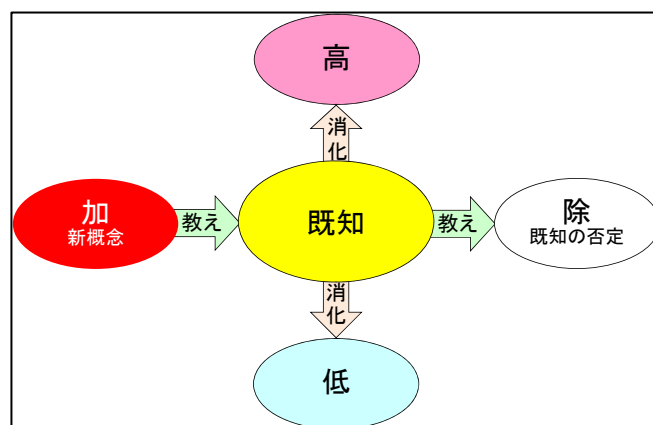 高
消
化
加
新概念
教え
既知
教え
除
既知の否定
消
化
低